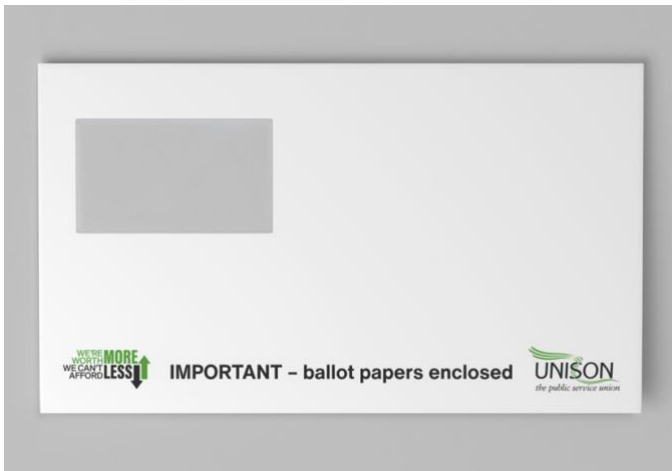 WE'RE
WORTH MORE
WE CAN'T
AFFORD LESS
IMPORTANT – ballot papers enclosed
UNISON
the public service union